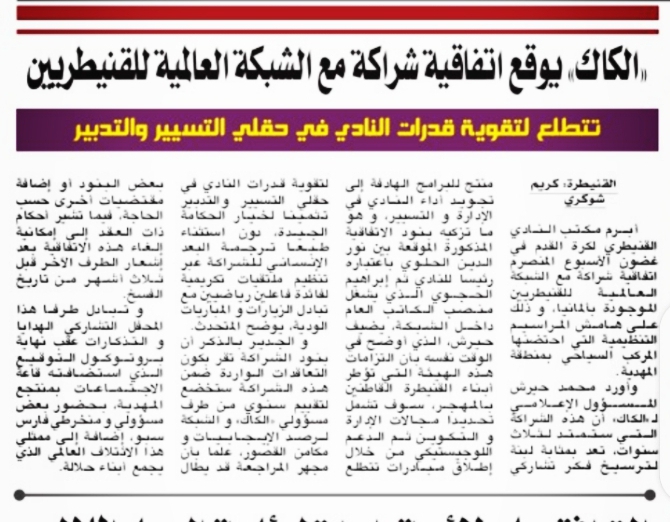 «الكاك» يوقع اتفاقية شراكة مع الشبكة العالمية للقنيطريين
تتطلع لتقوية قدرات النادي في حقلي التسيير والتدبير
القنيطرة: كريم
شوكري
أبرم مكتب النادي
القنيطري لكرة القدم في
غضون الأسبوع المنصرم
اتفاقية شراكة مع الشبكة
العالمية للقنيطريين
الموجودة بألمانيا، و ذلك
على هامش المراسيم
التنظيمية التي احتضنها
المركب السياحي بمنطقة
المهدية.
وأورد محمد حيرش
المسؤول الإعلامي
لـ«الكاك» أن هذه الشراكة
التي ستمتد لثلاث
سنوات، تعد بمثابة لبنة
لترسيخ فكر تشاركي
منتج للبرامج الهادفة إلى
تجويد أداء النادي في
الإدارة و التسيير، و هو
ما تزكيه بنود الاتفاقية
المذكورة الموقعة بين نور
الدين الحلوي باعتباره
رئيسا للنادي ثم إبراهيم
الحجوي الذي يشغل
منصب الكاتب العام
داخل الشبكة. يضيف
حيرش، الذي أوضح في
الوقت نفسه بأن التزامات
هذه الهيئة التي تؤطر
أبناء القنيطرة القاطنين
بالمهجر، سوف تشمل
تحديدا مجالات الإدارة
و التكوين ثم الدعم
اللوجيستيكي من خلال
إطلاق مبادرات تتطلع
لتقوية قدرات النادي في
حقلي التسيير والتدبير
تثمينا لخيار الحكامة
الجيدة، دون استثناء
طبعا ترجمة البعد
الإنساني للشراكة عبر
تنظيم ملتقيات تكريمية
لفائدة فاعلين رياضيين مع
تبادل الزيارات و المباريات
الودية، يوضح المتحدث.
و الجدير بالذكر أن
بنود الشراكة تقر بكون
التعاقدات الواردة ضمن
هذه الشراكة ستخضع
لتقييم سنوي من طرف
مسؤولي «الكاك» و الشبكة
لرصد الإيجابيات و
مكامن القصور، علما بأن
مجهر المراجعة قد يطال
بعض البنود أو إضافة
مقتضيات أخرى حسب
الحاجة. فيما تشير أحكام
ذات العقد إلى إمكانية
إلغاء هذه الاتفاقية بعد
إشعار الطرف الآخر قبل
ثلاث أشهر من تاريخ
الفسخ.
و تبادل طرفا هذا
المحفل التشاركي الهدايا
و التذكارات عقب نهاية
بروتوكول التوقيع
الذي استضافته قاعة
الاجتماعات بمنتجع
المهدية. بحضور بعض
مسؤولي و منخرطي فارس
سبو، إضافة إلى ممثلي
هذا الائتلاف العالمي الذي
يجمع أبناء حلالة.